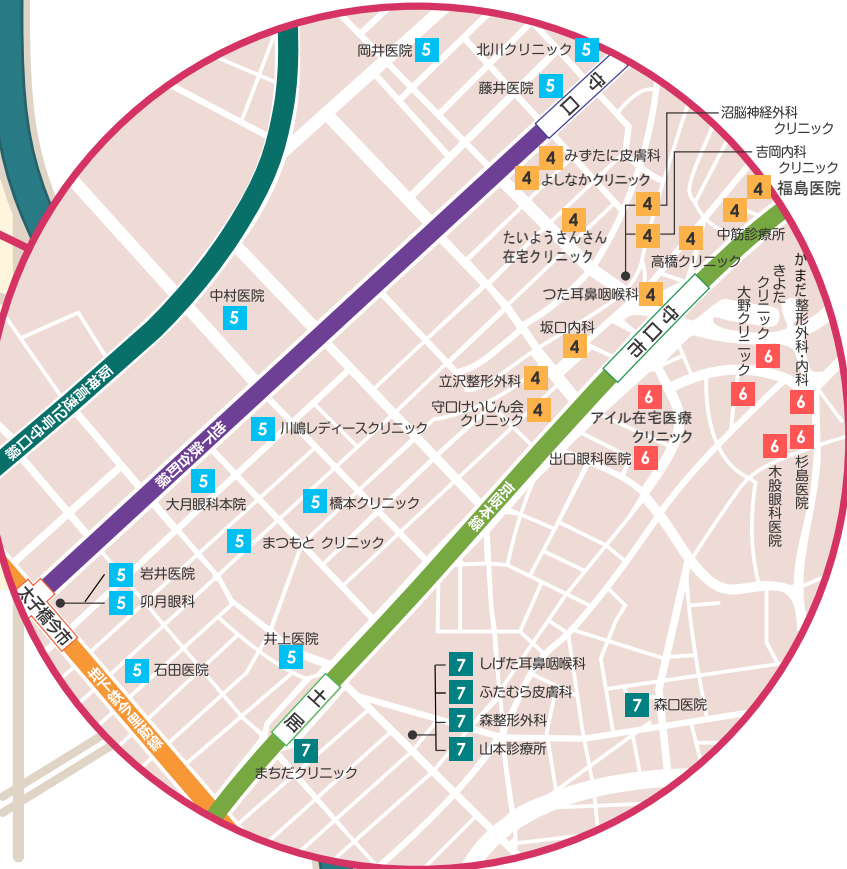 岡井医院 5
北川クリニック 5
藤井医院 5
守口
沼脳神経外科
クリニック
吉岡内科
クリニック
4 みずたに皮膚科
4 よしなかクリニック
4 福島医院
4
4
4
4
中筋診療所
4
たいようさんさん
在宅クリニック
高橋クリニック
つた耳鼻咽喉科 4
中村医院
5
坂口内科
4
守口市
かまだ整形外科・内科
きよた
クリニック
大野クリニック
6
6
6
立沢整形外科 4
守口けいじん会
クリニック
4
6
アイル在宅医療
クリニック
出口眼科医院 6
6
6
杉島医院
木股眼科医院
阪神高速12号守口線
地下鉄谷町線
5 川嶋レディースクリニック
5
大月眼科本院
5 橋本クリニック
京阪本線
5 まつもと クリニック
5 岩井医院
5 卯月眼科
太子橋今市
井上医院
5
5 石田医院
地下鉄今里筋線
土居
7 しげた耳鼻咽喉科
7 ふたむら皮膚科
7 森整形外科
7 山本診療所
7 森口医院
7
まちだクリニック